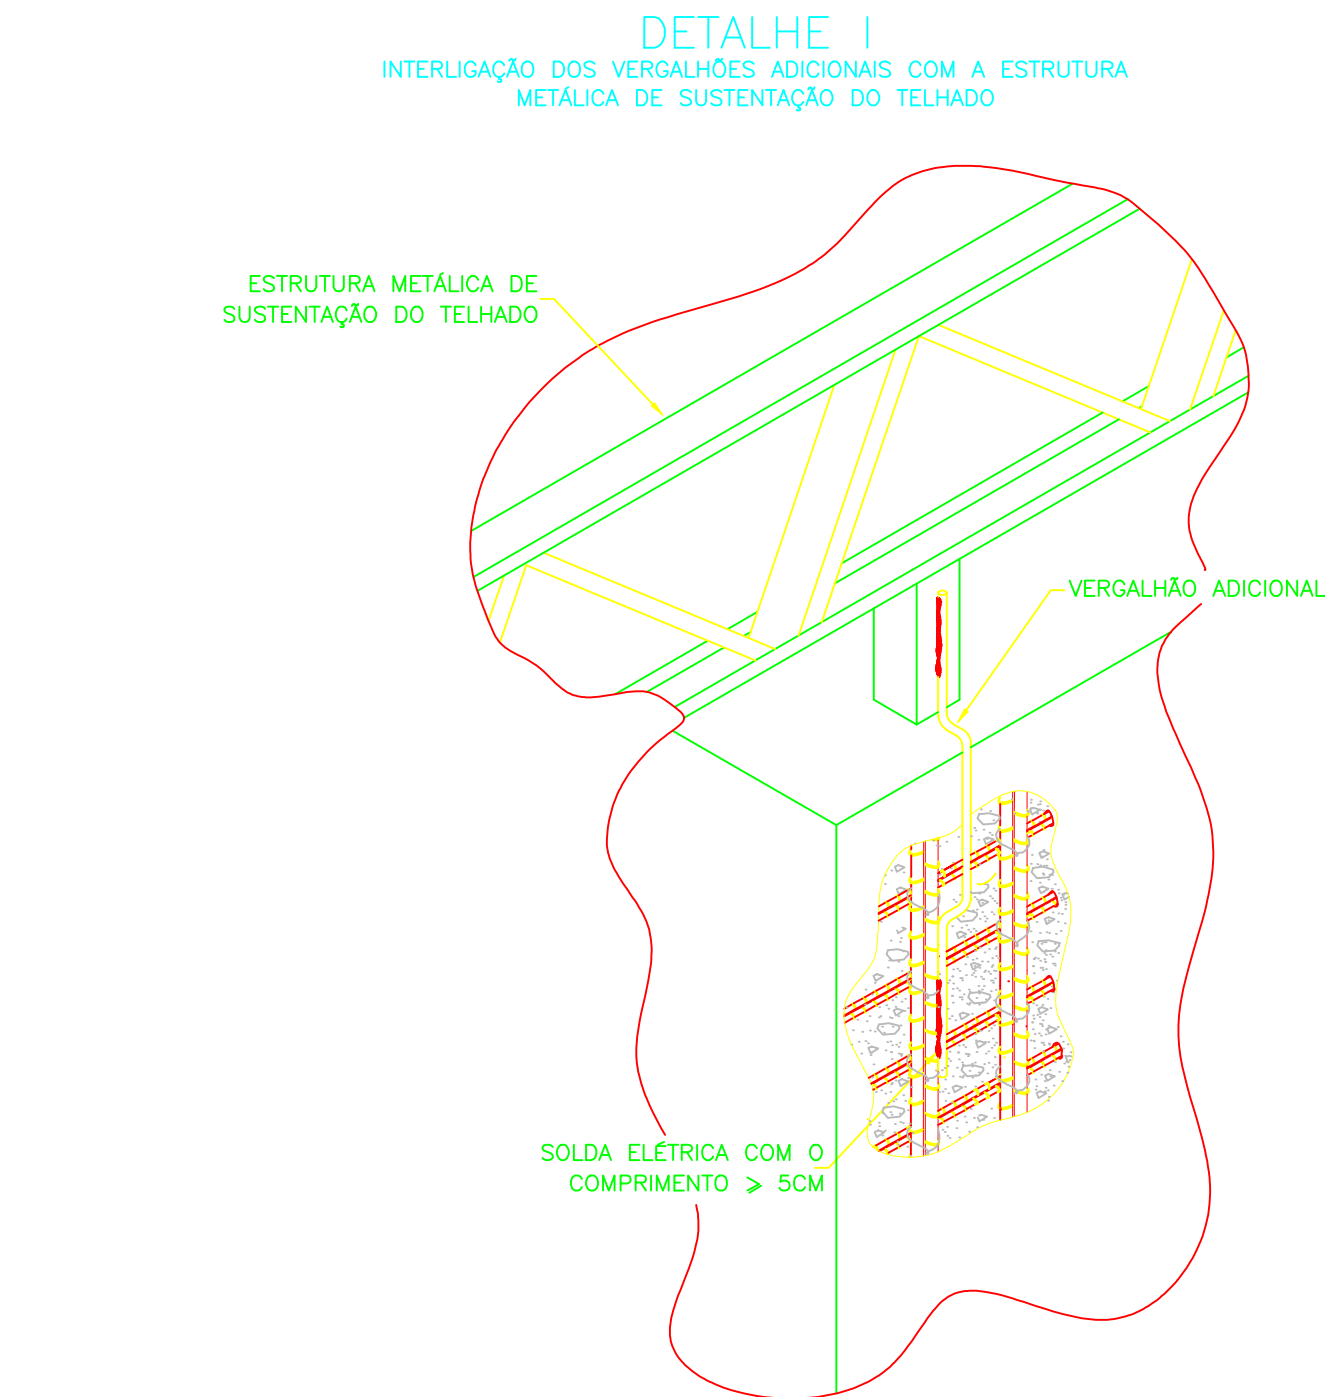 DETALHE I
INTERLIGAÇÃO DOS VERGALHÕES ADICIONAIS COM A ESTRUTURA
METÁLICA DE SUSTENTAÇÃO DO TELHADO
ESTRUTURA METÁLICA DE
SUSTENTAÇÃO DO TELHADO
VERGALHÃO ADICIONAL
SOLDA ELÉTRICA COM O
COMPRIMENTO ⩾ 5CM